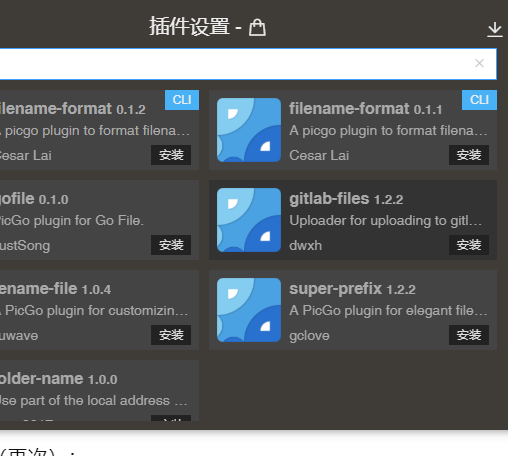 插件设置 -
CLI
ilename-format 0.1.2
picgo plugin to format filena...
Cesar Lai
安装
CLI
filename-format 0.1.1
A picgo plugin to format filena...
Cesar Lai
安装
gofile 0.1.0
PicGo plugin for Go File.
ustSong
安装
gitlab-files 1.2.2
Uploader for uploading to gitl...
dwxh
安装
ename-file 1.0.4
PicGo plugin for customizin...
uwave
安装
super-prefix 1.2.2
A PicGo plugin for elegant file...
gclove
安装
older-name 1.0.0
Use part of the local address ...